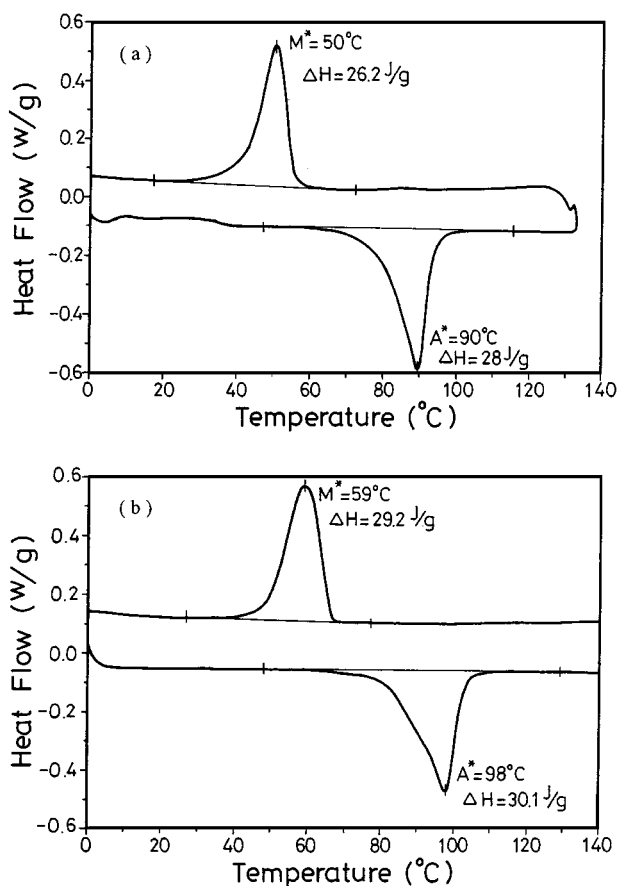 0.6
(a)
M*=50°C
ΔH=26.2 J/g
0.4
0.2
0.0
-0.2
-0.4
-0.6
Heat Flow (W/g)
A*=90°C
ΔH=28 J/g
0 20 40 60 80 100 120 140
Temperature (°C)
0.6
(b)
M*=59°C
ΔH=29.2 J/g
0.4
0.2
0.0
-0.2
-0.4
-0.6
Heat Flow (W/g)
A*=98°C
ΔH=30.1 J/g
0 20 40 60 80 100 120 140
Temperature (°C)